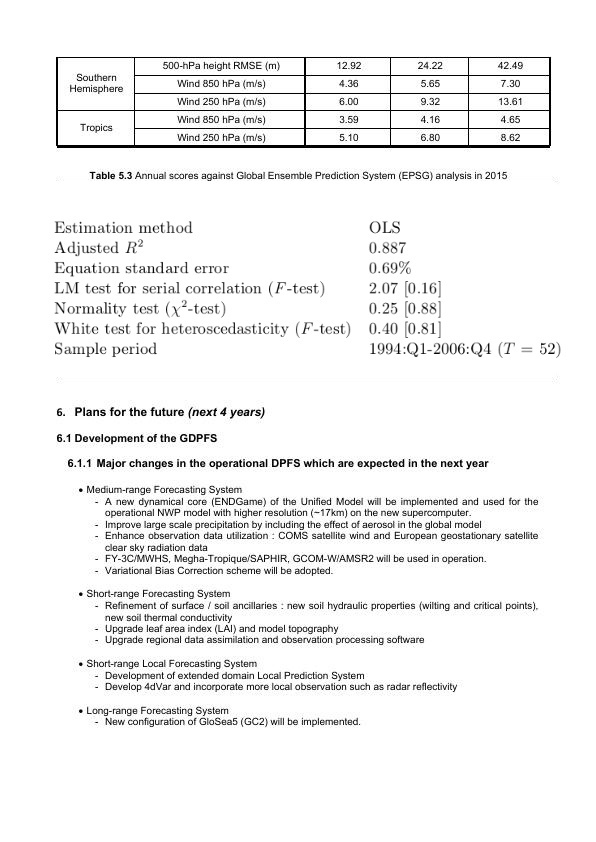 Southern Hemisphere 500-hPa height RMSE (m) 12.92 24.22 42.49
Wind 850 hPa (m/s) 4.36 5.65 7.30
Wind 250 hPa (m/s) 6.00 9.32 13.61
Tropics Wind 850 hPa (m/s) 3.59 4.16 4.65
Wind 250 hPa (m/s) 5.10 6.80 8.62
Table 5.3 Annual scores against Global Ensemble Prediction System (EPSG) analysis in 2015
Estimation method OLS
Adjusted R² 0.887
Equation standard error 0.69%
LM test for serial correlation (F-test) 2.07 [0.16]
Normality test (χ²-test) 0.25 [0.88]
White test for heteroscedasticity (F-test) 0.40 [0.81]
Sample period 1994:Q1-2006:Q4 (T = 52)
6. Plans for the future (next 4 years)
6.1 Development of the GDPFS
6.1.1 Major changes in the operational DPFS which are expected in the next year
• Medium-range Forecasting System
- A new dynamical core (ENDGame) of the Unified Model will be implemented and used for the
operational NWP model with higher resolution (~17km) on the new supercomputer.
- Improve large scale precipitation by including the effect of aerosol in the global model
- Enhance observation data utilization : COMS satellite wind and European geostationary satellite
clear sky radiation data
- FY-3C/MWHS, Megha-Tropique/SAPHIR, GCOM-W/AMSR2 will be used in operation.
- Variational Bias Correction scheme will be adopted.
• Short-range Forecasting System
- Refinement of surface / soil ancillaries : new soil hydraulic properties (wilting and critical points),
new soil thermal conductivity
- Upgrade leaf area index (LAI) and model topography
- Upgrade regional data assimilation and observation processing software
• Short-range Local Forecasting System
- Development of extended domain Local Prediction System
- Develop 4dVar and incorporate more local observation such as radar reflectivity
• Long-range Forecasting System
- New configuration of GloSea5 (GC2) will be implemented.